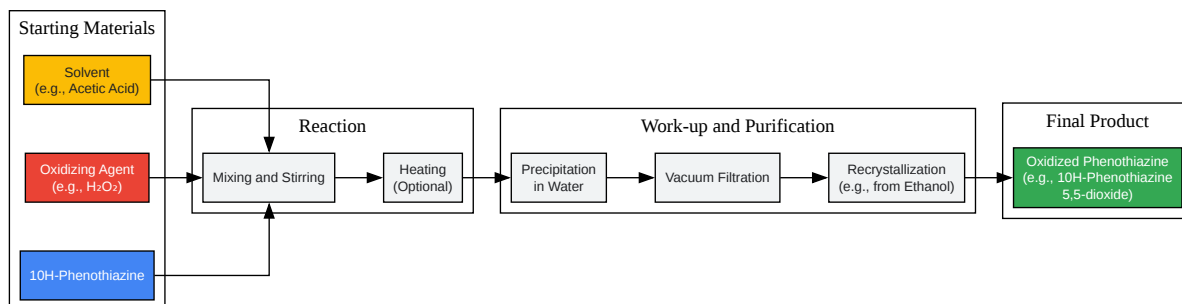 Starting Materials
Solvent
(e.g., Acetic Acid)
Oxidizing Agent
(e.g., H₂O₂)
10H-Phenothiazine
Reaction
Mixing and Stirring
Heating
(Optional)
Work-up and Purification
Precipitation
in Water
Vacuum Filtration
Recrystallization
(e.g., from Ethanol)
Final Product
Oxidized Phenothiazine
(e.g., 10H-Phenothiazine
5,5-dioxide)